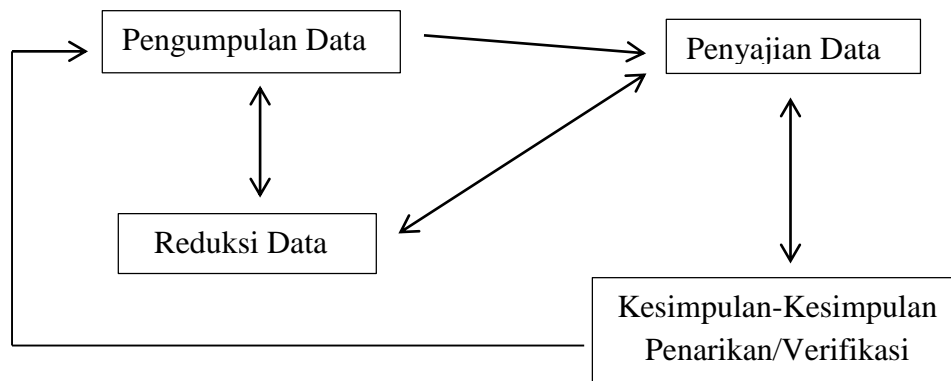 Pengumpulan Data
Penyajian Data
Reduksi Data
Kesimpulan-Kesimpulan
Penarikan/Verifikasi